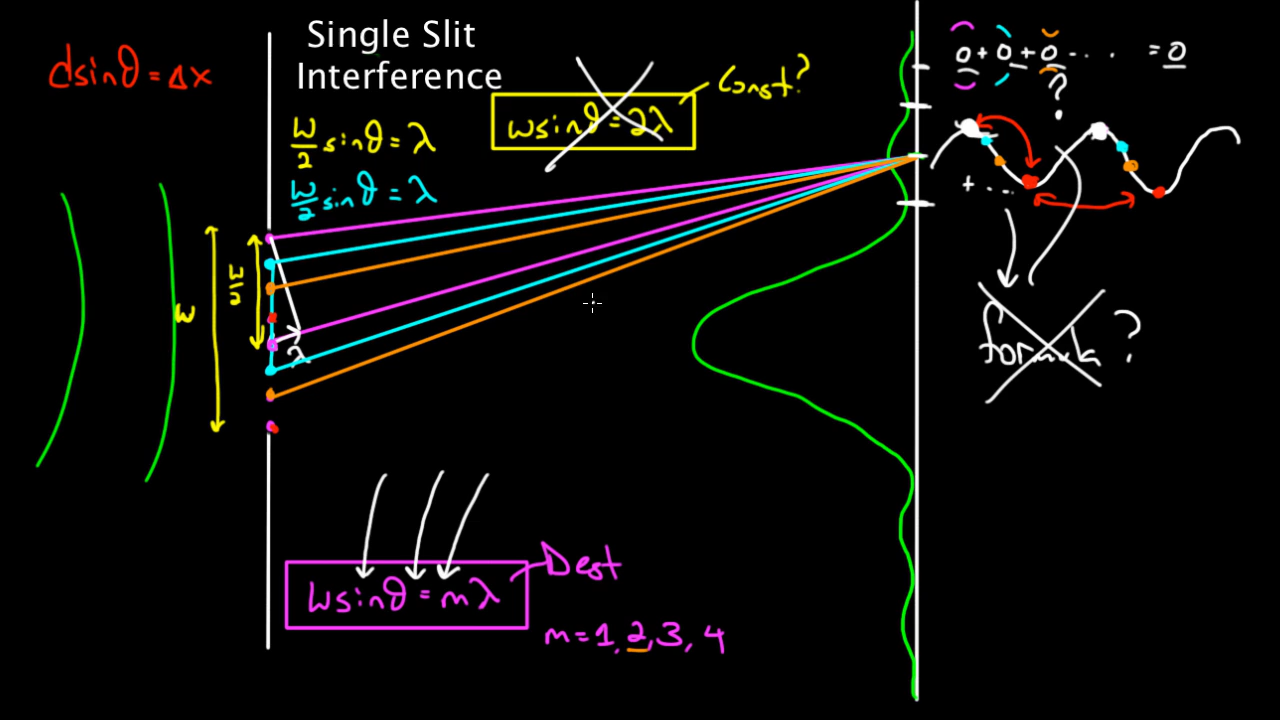 Single Slit
Interference
dsinθ = Δx
w/2 sinθ = λ
w/2 sinθ = λ
wsinθ = 2λ
Const?
0 + 0 + 0 . . . . = 0
?
+ ...
w
w/2
λ
formula ?
wsinθ = mλ
Dest
m = 1, 2, 3, 4